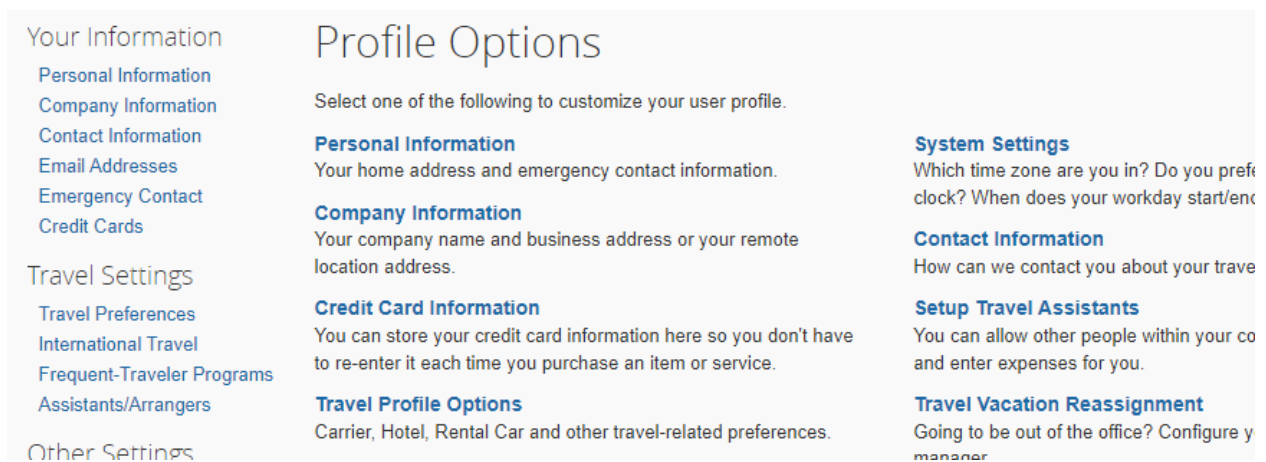 Your Information
Personal Information
Company Information
Contact Information
Email Addresses
Emergency Contact
Credit Cards
Travel Settings
Travel Preferences
International Travel
Frequent-Traveler Programs
Assistants/Arrangers
Other Settings
Profile Options
Select one of the following to customize your user profile.
Personal Information
Your home address and emergency contact information.
Company Information
Your company name and business address or your remote
location address.
Credit Card Information
You can store your credit card information here so you don't have
to re-enter it each time you purchase an item or service.
Travel Profile Options
Carrier, Hotel, Rental Car and other travel-related preferences.
System Settings
Which time zone are you in? Do you prefe
clock? When does your workday start/end
Contact Information
How can we contact you about your trave
Setup Travel Assistants
You can allow other people within your co
and enter expenses for you.
Travel Vacation Reassignment
Going to be out of the office? Configure y
manager